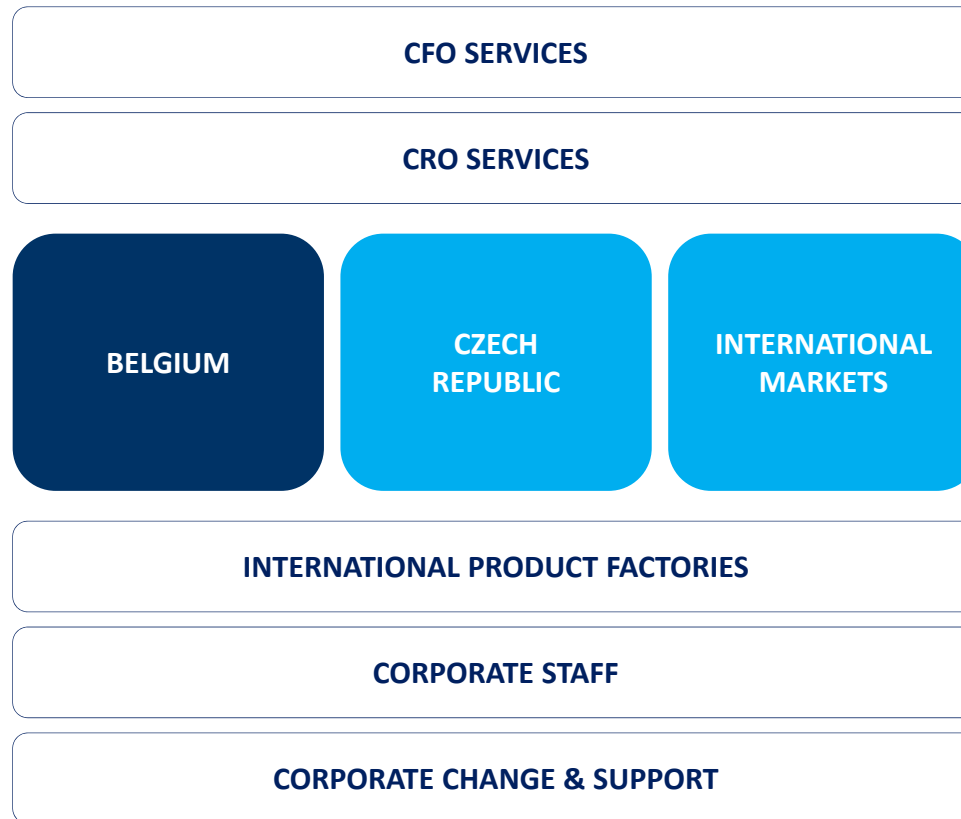 CFO SERVICES
CRO SERVICES
BELGIUM
CZECH
REPUBLIC
INTERNATIONAL
MARKETS
INTERNATIONAL PRODUCT FACTORIES
CORPORATE STAFF
CORPORATE CHANGE & SUPPORT